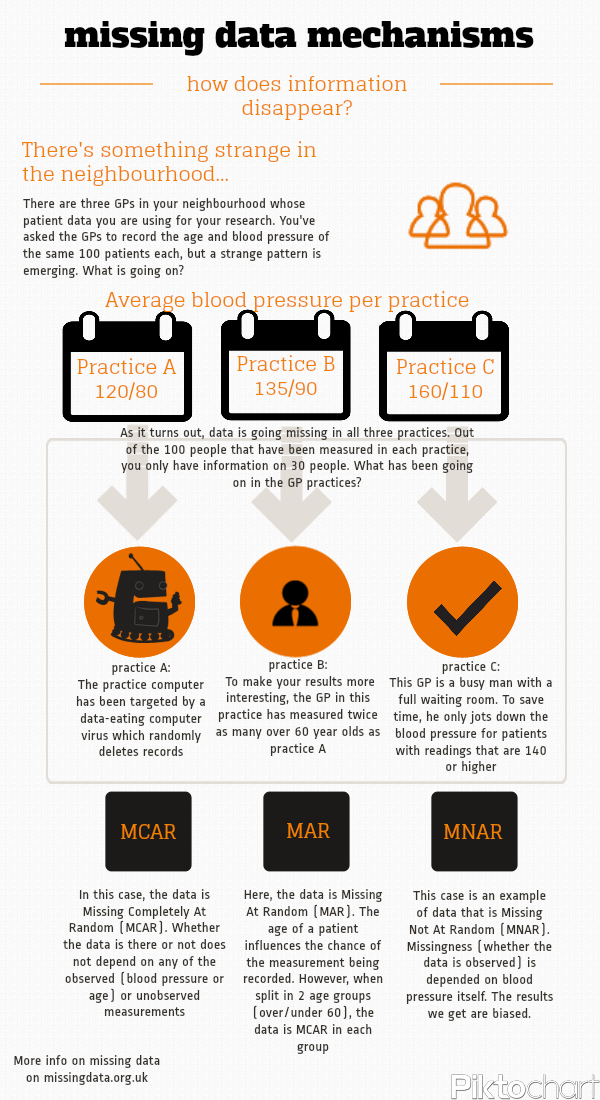 missing data mechanisms
how does information
disappear?
There's something strange in
the neighbourhood...
There are three GPs in your neighbourhood whose
patient data you are using for your research. You've
asked the GPs to record the age and blood pressure of
the same 100 patients each, but a strange pattern is
emerging. What is going on?
Average blood pressure per practice
Practice A
120/80
Practice B
135/90
Practice C
160/110
As it turns out, data is going missing in all three practices. Out
of the 100 people that have been measured in each practice,
you only have information on 30 people. What has been going
on in the GP practices?
practice A:
The practice computer
has been targeted by a
data-eating computer
virus which randomly
deletes records
practice B:
To make your results more
interesting, the GP in this
practice has measured twice
as many over 60 year olds as
practice A
practice C:
This GP is a busy man with a
full waiting room. To save
time, he only jots down the
blood pressure for patients
with readings that are 140
or higher
MCAR
MAR
MNAR
In this case, the data is
Missing Completely At
Random (MCAR). Whether
the data is there or not does
not depend on any of the
observed (blood pressure or
age) or unobserved
measurements
Here, the data is Missing
At Random (MAR). The
age of a patient
influences the chance of
the measurement being
recorded. However, when
split in 2 age groups
(over/under 60), the
data is MCAR in each
group
This case is an example
of data that is Missing
Not At Random (MNAR).
Missingness (whether the
data is observed) is
depended on blood
pressure itself. The results
we get are biased.
More info on missing data
on missingdata.org.uk
Piktochart